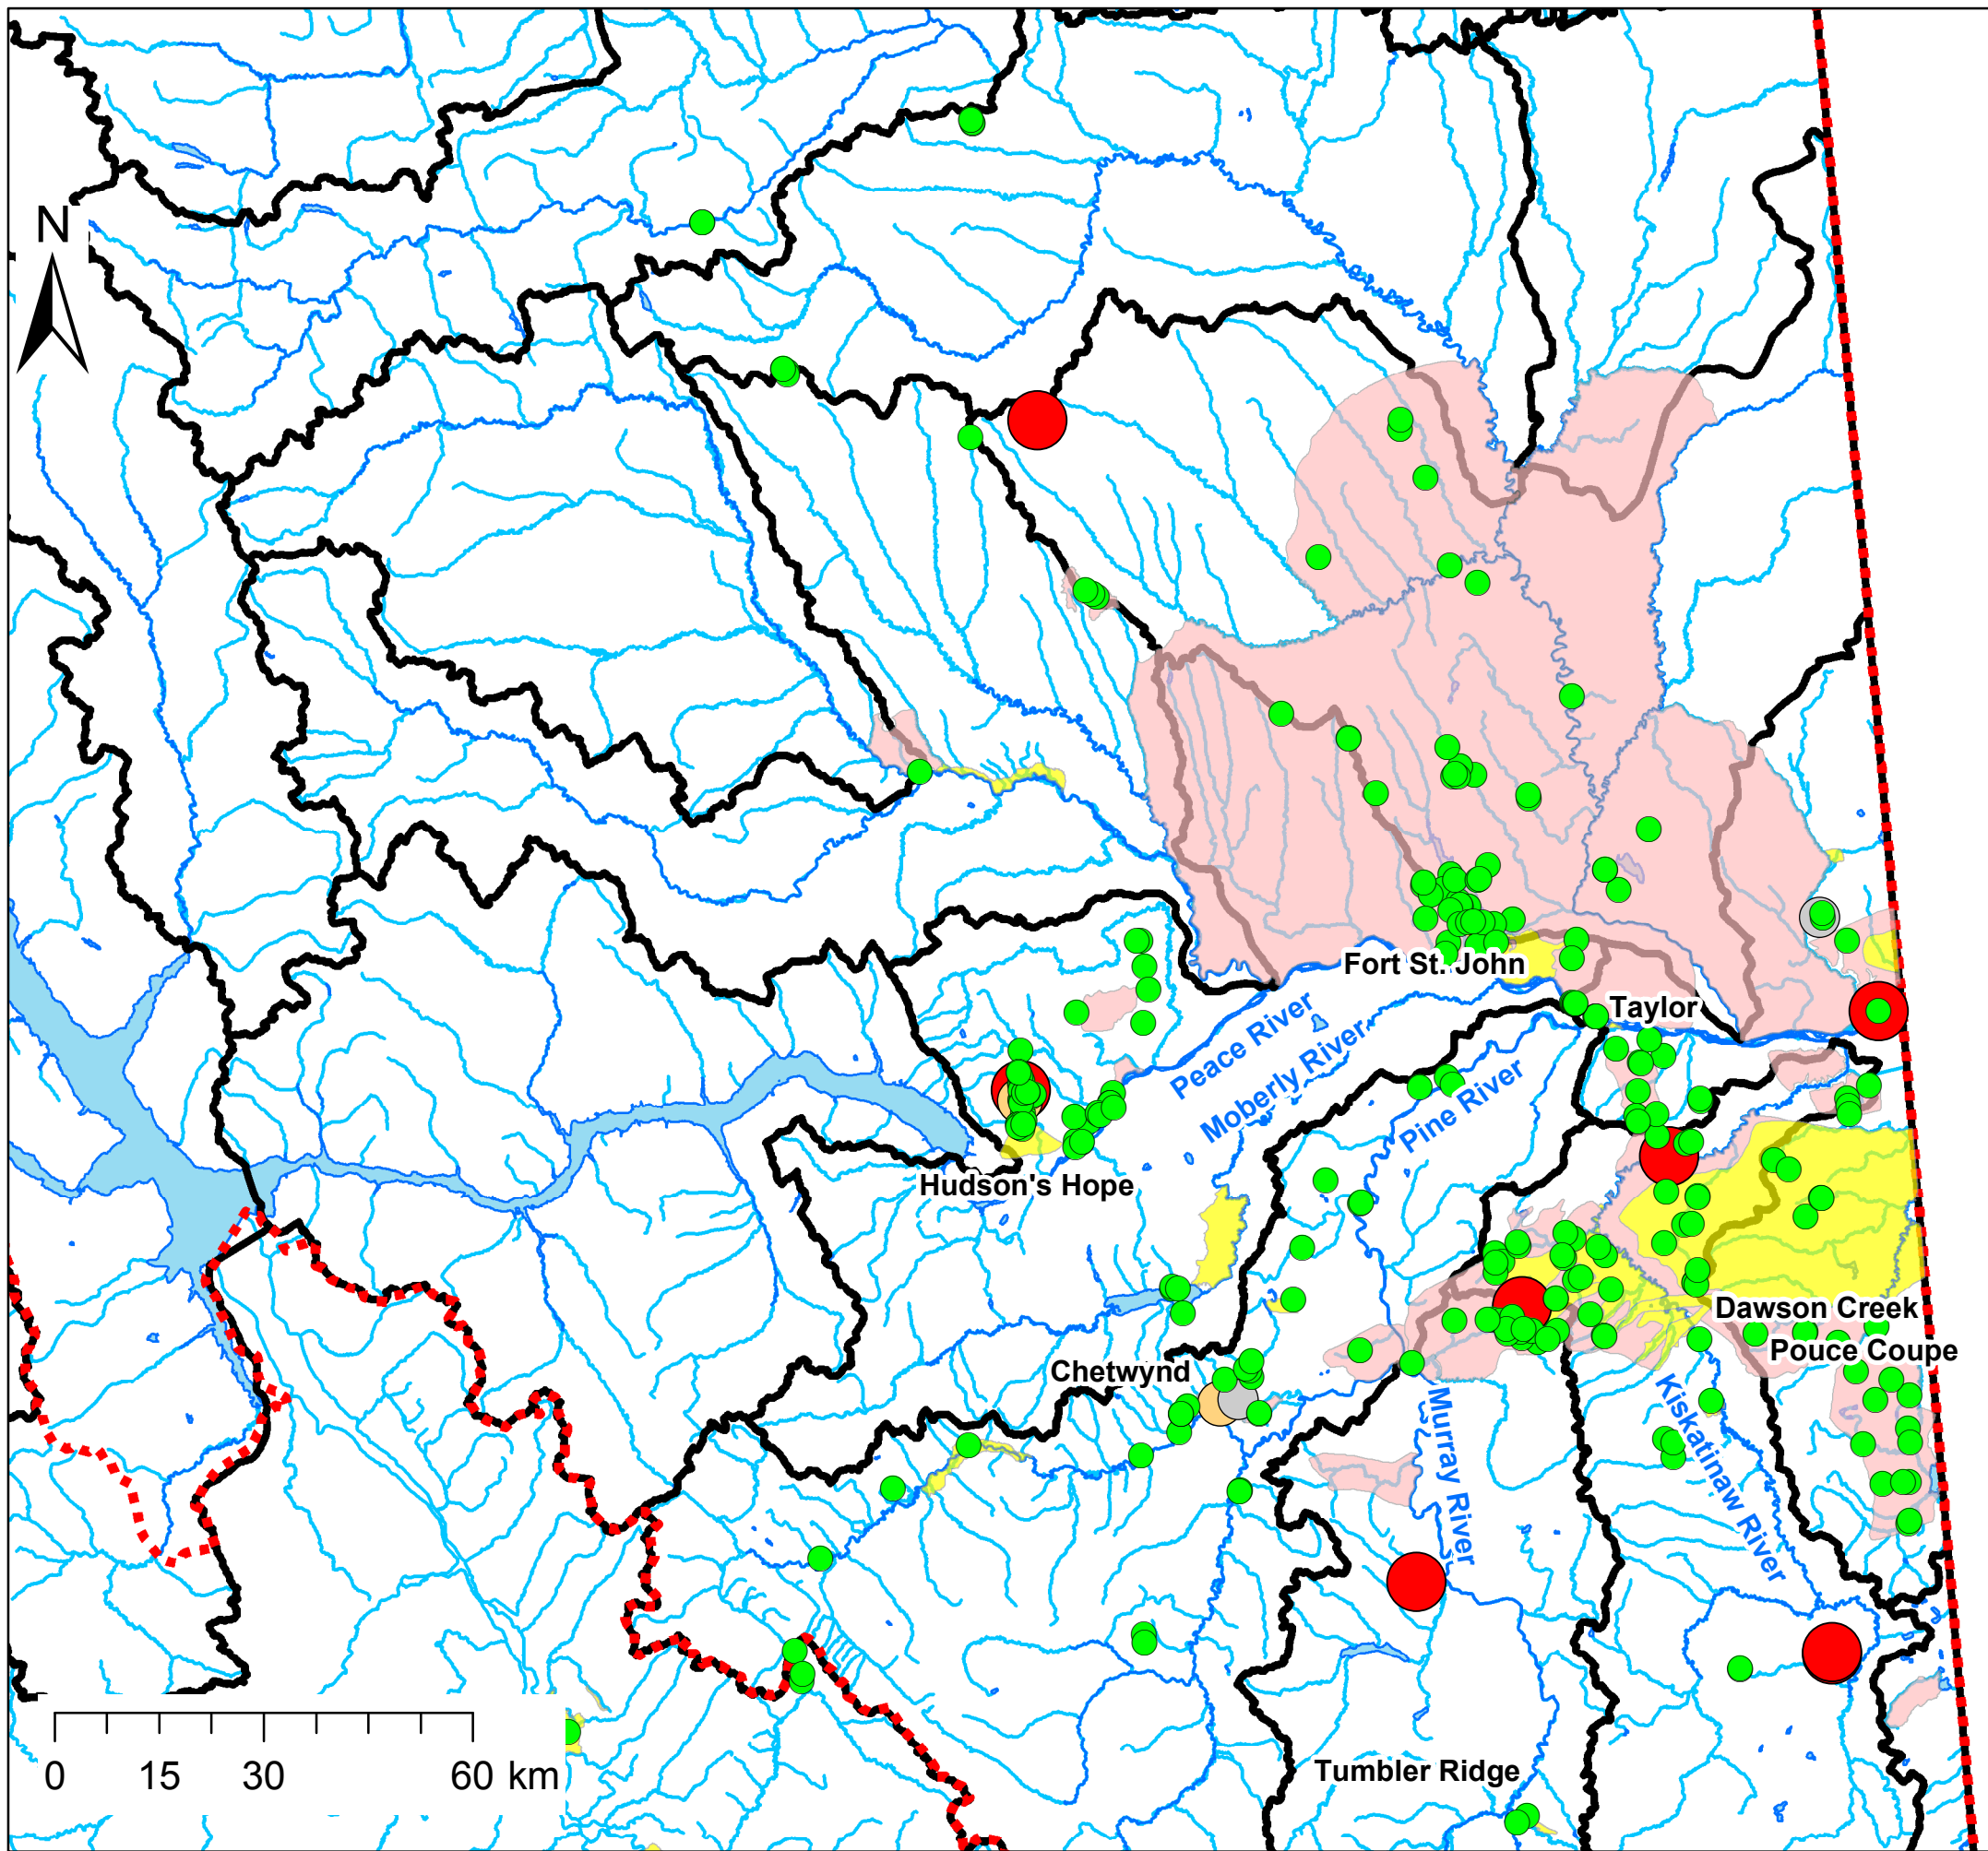 N
Fort St. John
Taylor
Peace River
Moberly River
Pine River
Hudson's Hope
Dawson Creek
Pouce Coupe
Chetwynd
Murray River
Kiskatinaw River
Tumbler Ridge
0 15 30 60 km